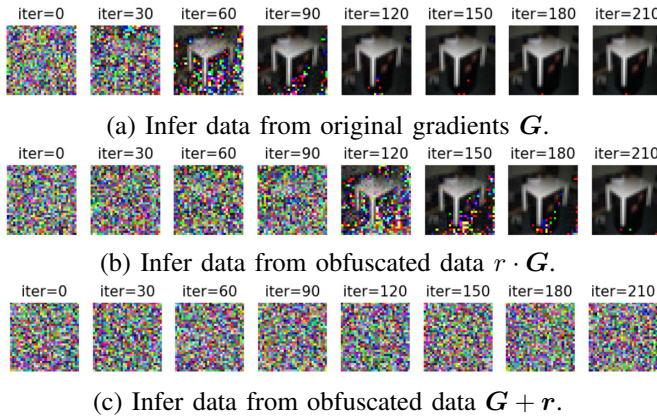 iter=0 iter=30 iter=60 iter=90 iter=120 iter=150 iter=180 iter=210
(a) Infer data from original gradients G.
iter=0 iter=30 iter=60 iter=90 iter=120 iter=150 iter=180 iter=210
(b) Infer data from obfuscated data r · G.
iter=0 iter=30 iter=60 iter=90 iter=120 iter=150 iter=180 iter=210
(c) Infer data from obfuscated data G + r.